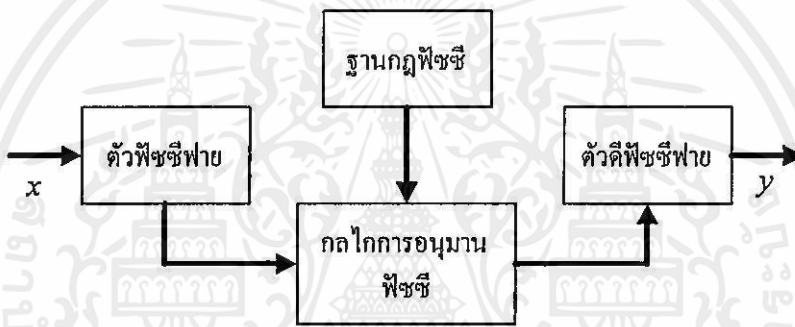 ฐานกฎฟัซซี
ตัวฟัซซีฟาย
ตัวดีฟัซซีฟาย
x
y
กลไกการอนุมาน
ฟัซซี